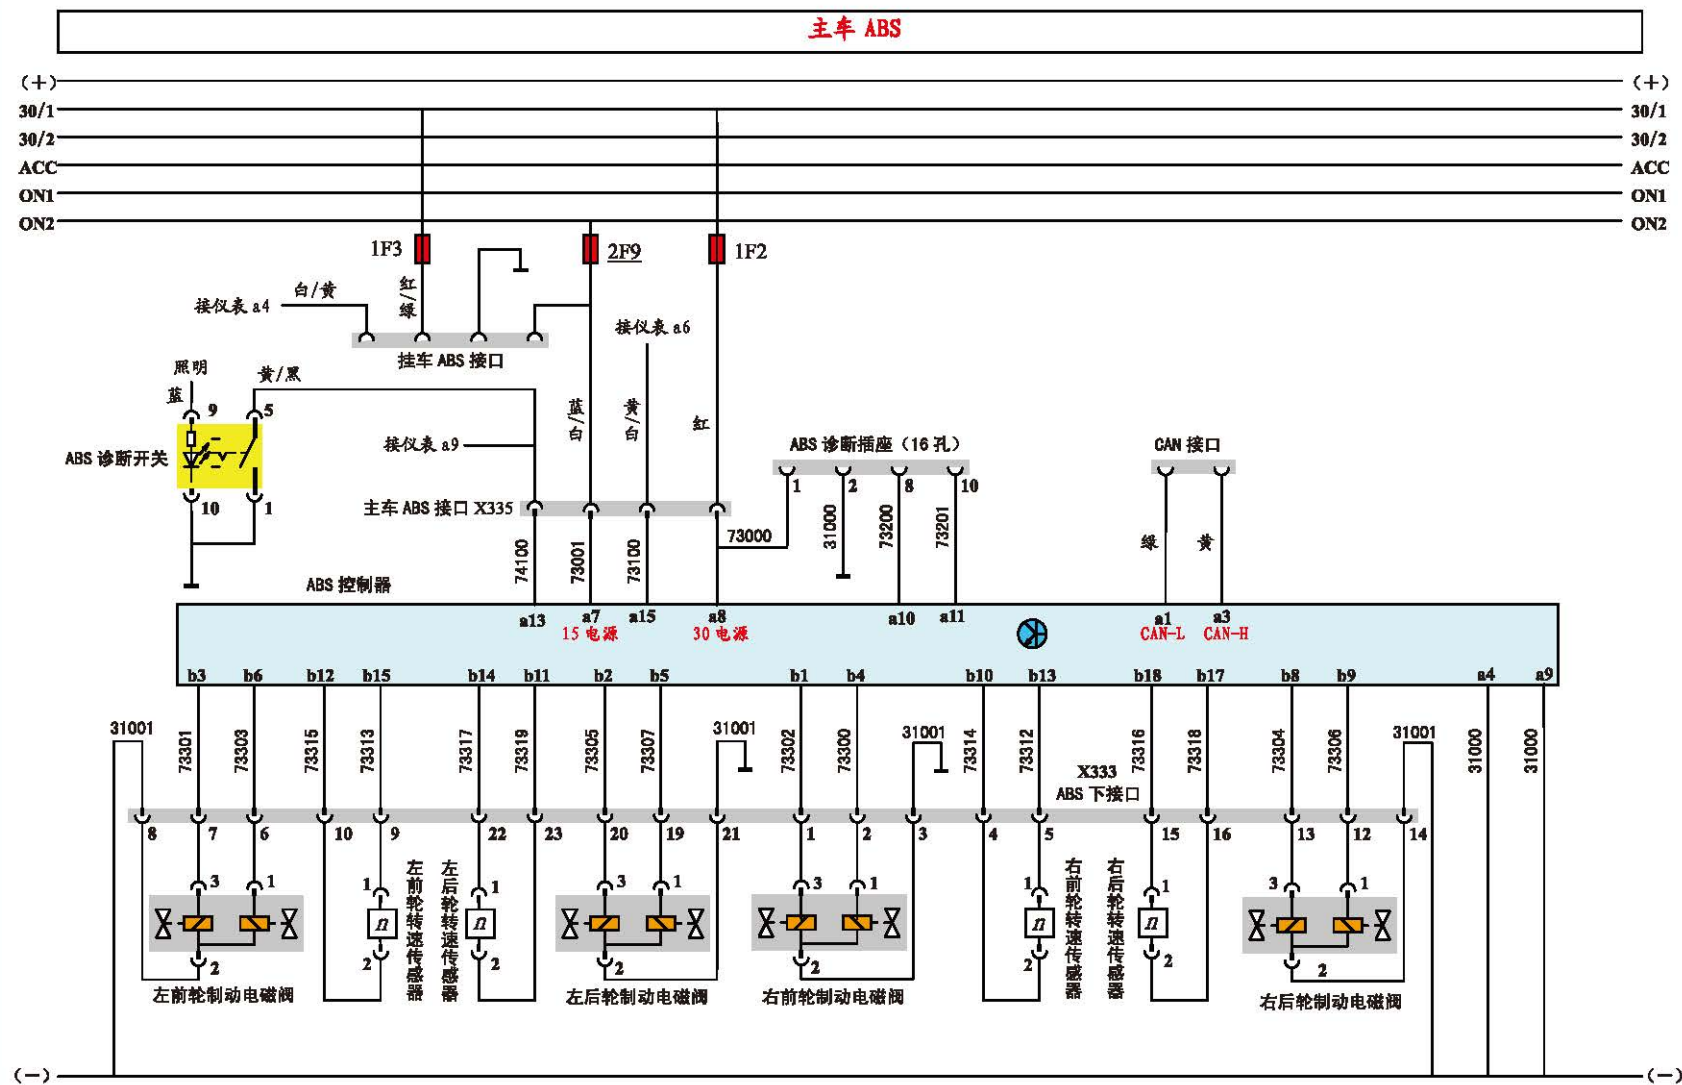 主车 ABS
(+) (+)
30/1 30/1
30/2 30/2
ACC ACC
ON1 ON1
ON2 ON2
1F3 2F9 1F2
白/黄 红/绿
接仪表 a4
接仪表 a6
挂车 ABS 接口
照明 黄/黑
蓝
9 5
蓝/白 黄/白 红
接仪表 a9
ABS 诊断插座（16 孔） CAN 接口
ABS 诊断开关
1 2 8 10
10 1
主车 ABS 接口 X335
74100 73001 73100 73000 31000 73200 73201 绿 黄
ABS 控制器
a13 a7 a15 a8 a10 a11 a1 a3
15 电源 30 电源 CAN-L CAN-H
b3 b6 b12 b15 b14 b11 b2 b5 b1 b4 b10 b13 b18 b17 b8 b9 a4 a9
31001 73301 73303 73315 73313 73317 73319 73305 73307 31001 73302 73300 31001 73314 73312 73316 73318 73304 73306 31001 31000 31000
X333
ABS 下接口
8 7 6 10 9 22 23 20 19 21 1 2 3 4 5 15 16 13 12 14
3 1 1 1 3 1 3 1 1 1 3 1
左前轮转速传感器
左后轮转速传感器
右前轮转速传感器
右后轮转速传感器
n n n n
2 2 2 2 2 2 2 2
左前轮制动电磁阀 左后轮制动电磁阀 右前轮制动电磁阀 右后轮制动电磁阀
(−) (−)